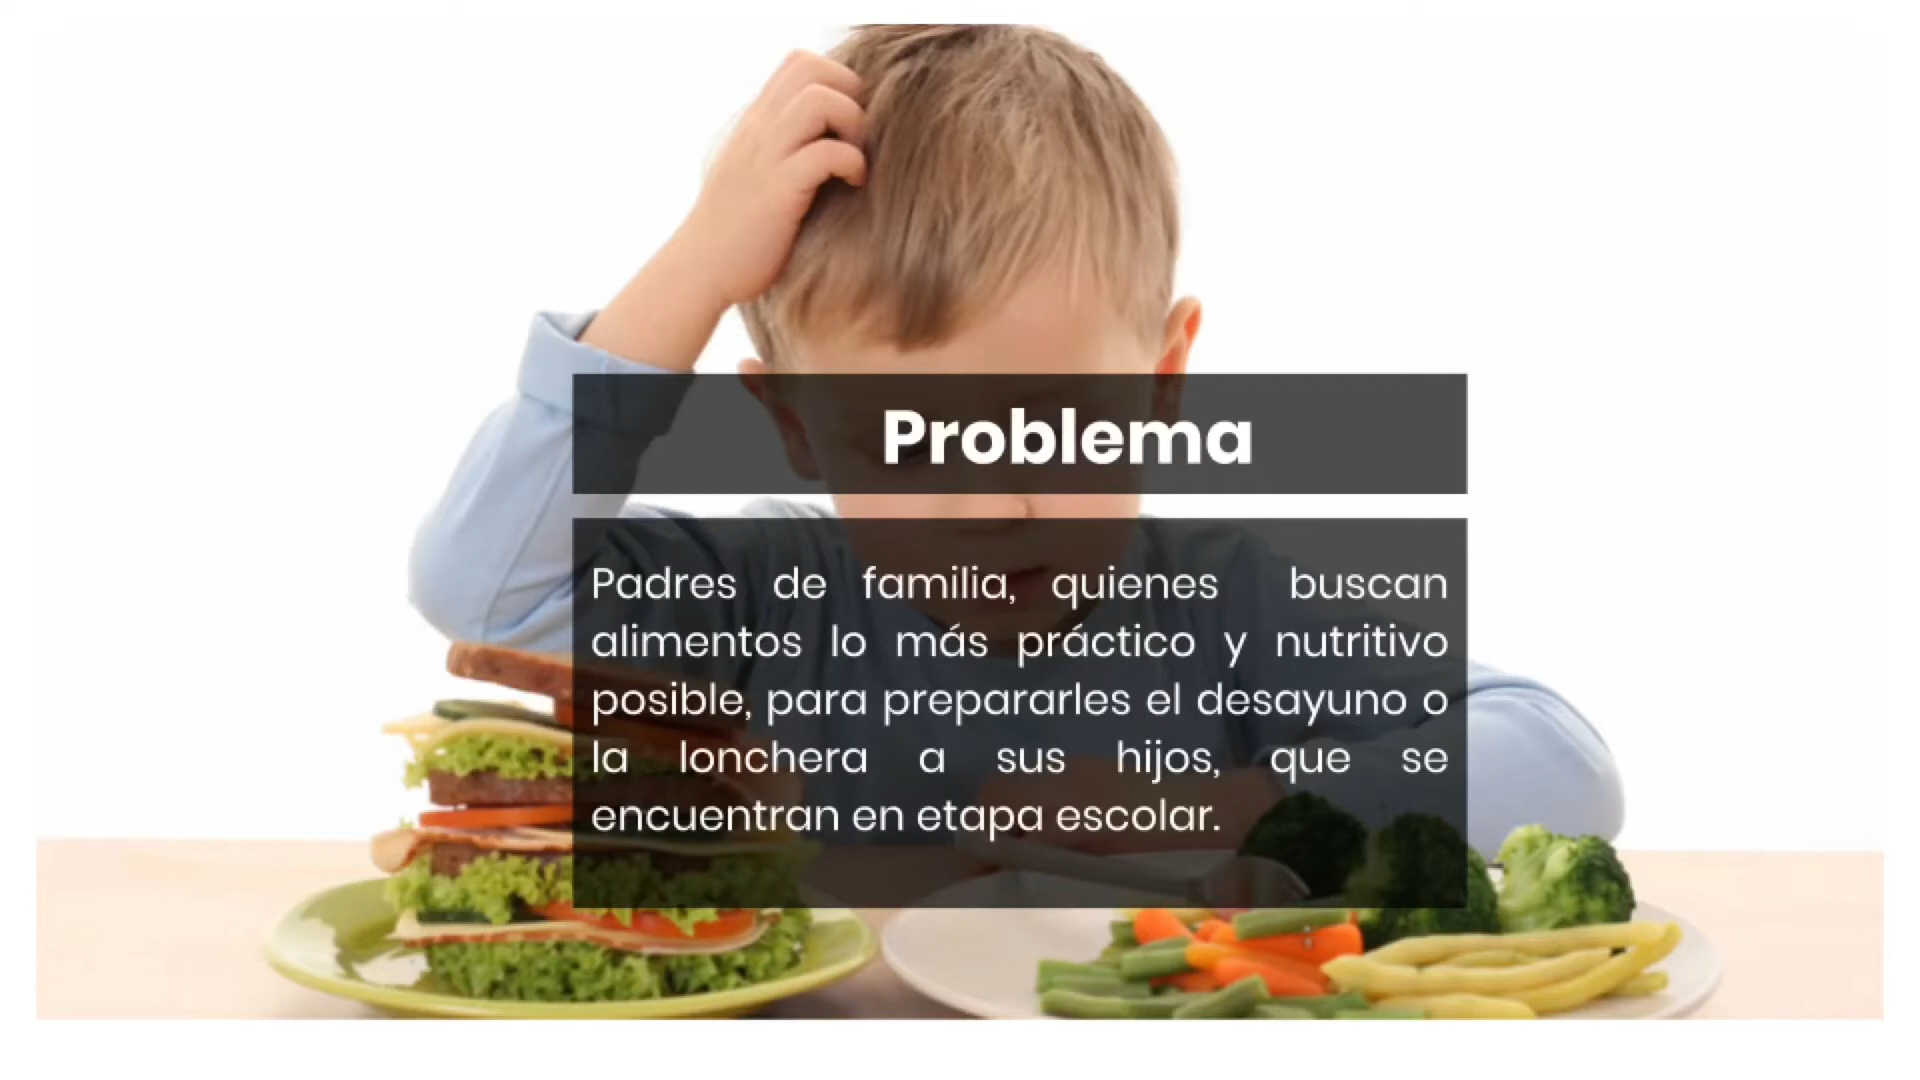 Problema
Padres de familia, quienes buscan
alimentos lo más práctico y nutritivo
posible, para prepararles el desayuno o
la lonchera a sus hijos, que se
encuentran en etapa escolar.